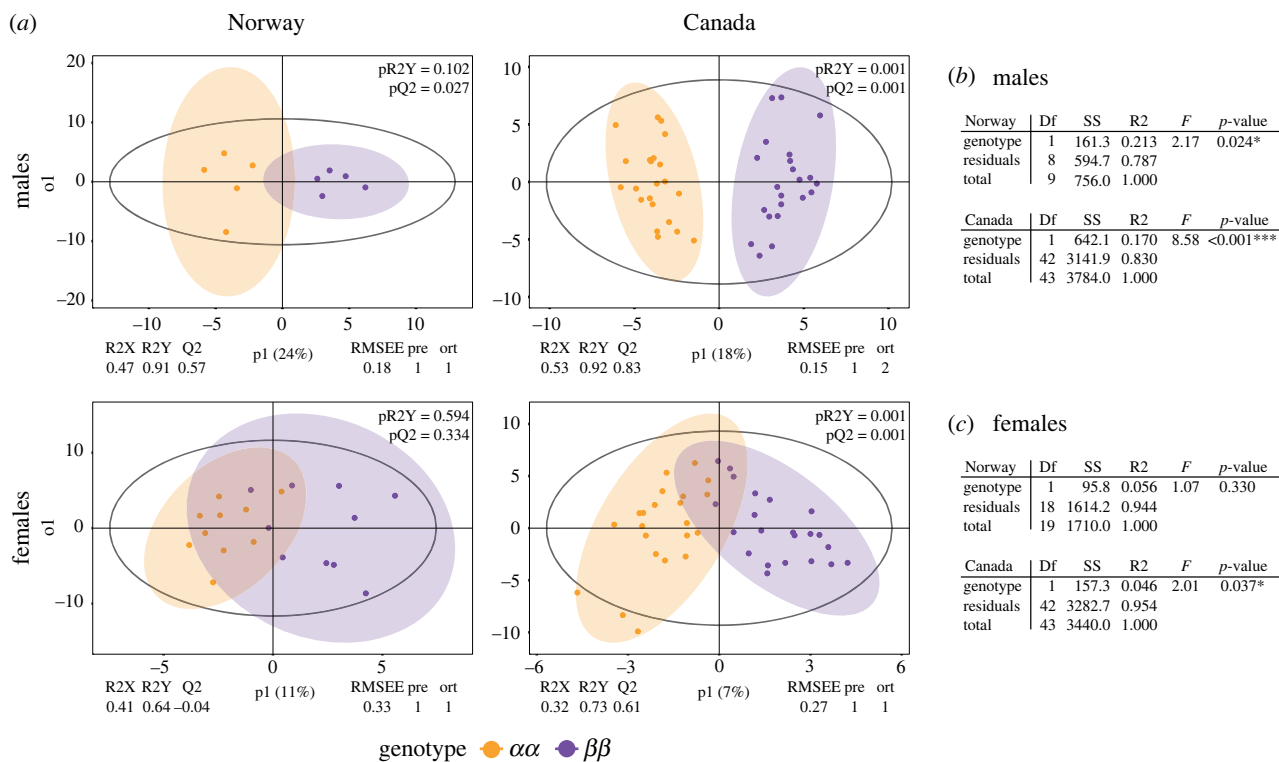 (a) Norway Canada
males
o1
20
10
0
−10
−20
pR2Y = 0.102
pQ2 = 0.027
−10 −5 0 5 10
R2X R2Y Q2 p1 (24%) RMSEE pre ort
0.47 0.91 0.57 0.18 1 1
10
5
0
−5
−10
pR2Y = 0.001
pQ2 = 0.001
−10 −5 0 5 10
R2X R2Y Q2 p1 (18%) RMSEE pre ort
0.53 0.92 0.83 0.15 1 2
females
o1
10
0
−10
pR2Y = 0.594
pQ2 = 0.334
−5 0 5
R2X R2Y Q2 p1 (11%) RMSEE pre ort
0.41 0.64 −0.04 0.33 1 1
10
5
0
−5
−10
pR2Y = 0.001
pQ2 = 0.001
−6 −3 0 3 6
R2X R2Y Q2 p1 (7%) RMSEE pre ort
0.32 0.73 0.61 0.27 1 1
genotype αα ββ
(b) males
Norway Df SS R2 F p-value
genotype 1 161.3 0.213 2.17 0.024*
residuals 8 594.7 0.787
total 9 756.0 1.000
Canada Df SS R2 F p-value
genotype 1 642.1 0.170 8.58 <0.001***
residuals 42 3141.9 0.830
total 43 3784.0 1.000
(c) females
Norway Df SS R2 F p-value
genotype 1 95.8 0.056 1.07 0.330
residuals 18 1614.2 0.944
total 19 1710.0 1.000
Canada Df SS R2 F p-value
genotype 1 157.3 0.046 2.01 0.037*
residuals 42 3282.7 0.954
total 43 3440.0 1.000